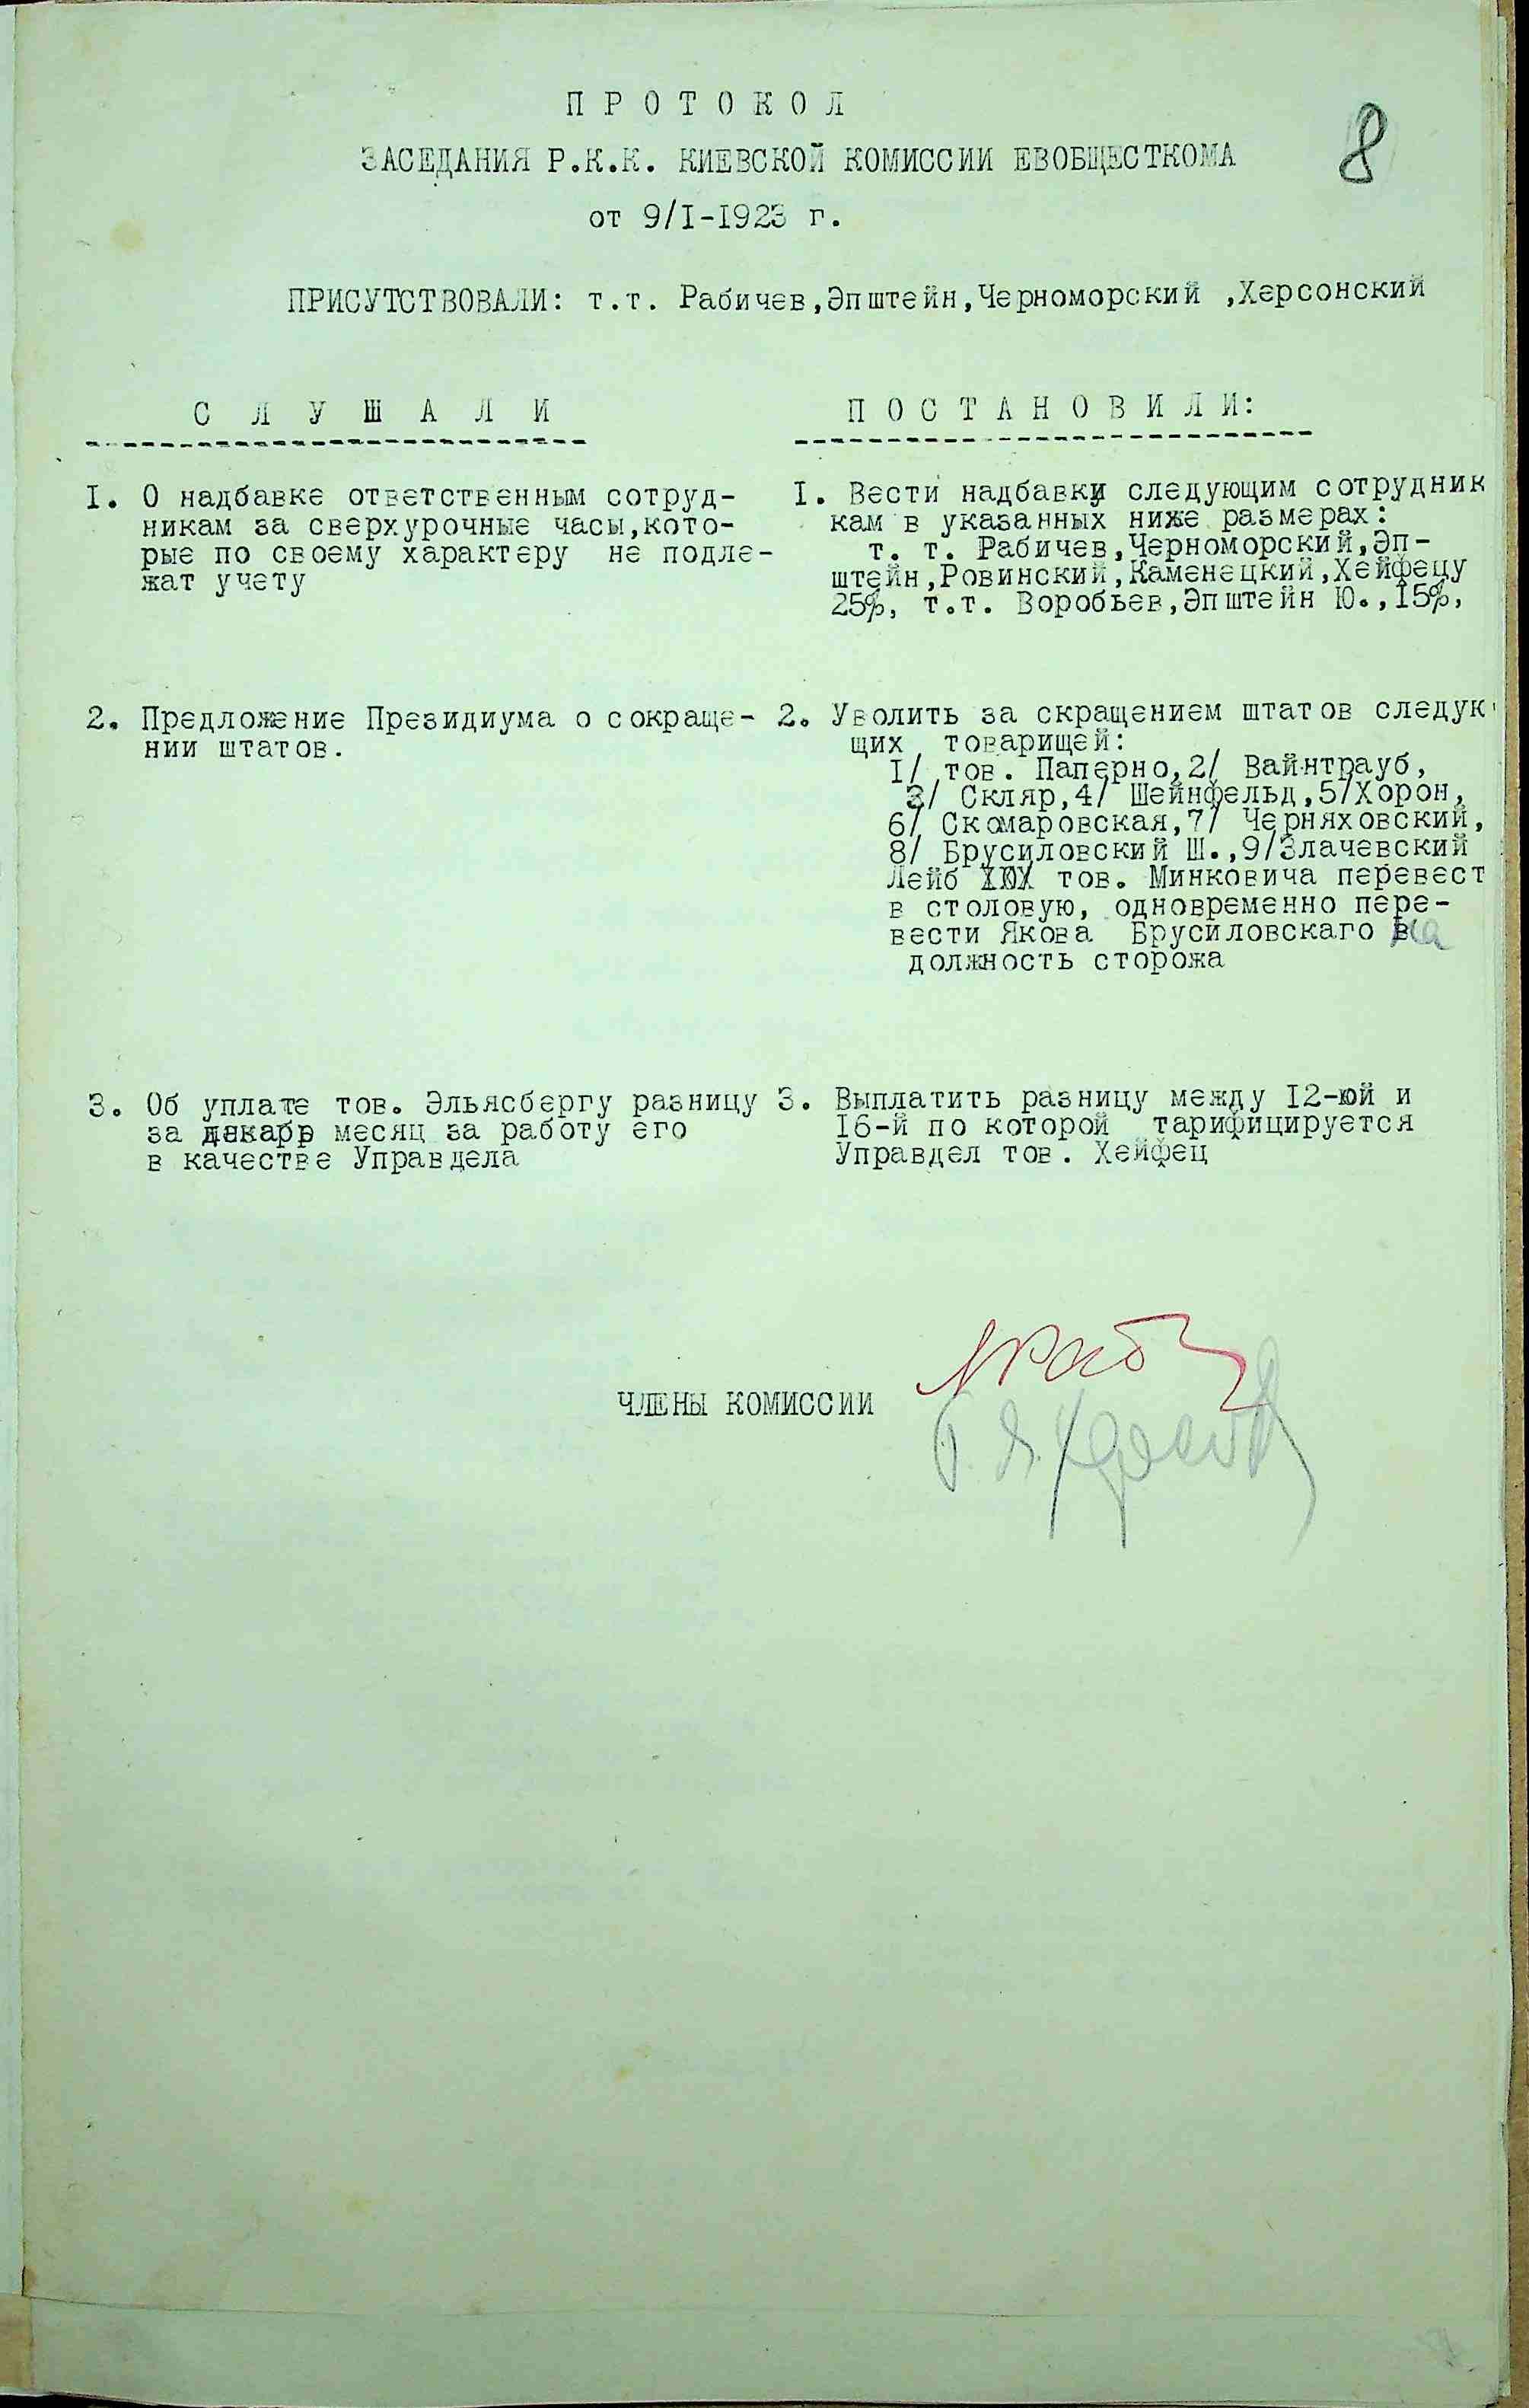 8
П Р О Т О К О Л
ЗАСЕДАНИЯ Р.К.К. КИЕВСКОЙ КОМИССИИ ЕВОБЩЕСТКОМА
от 9/I-I923 г.
ПРИСУТСТВОВАЛИ: т.т. Рабичев,Эпштейн,Черноморский ,Херсонский
С Л У Ш А Л И
I. О надбавке ответственным сотруд-
никам за сверхурочные часы,кото-
рые по своему характеру не подле-
жат учету
П О С Т А Н О В И Л И:
I. Вести надбавки следующим сотрудник
кам в указанных ниже размерах:
т. т. Рабичев,Черноморский,Эп-
штейн,Ровинский,Каменецкий,Хейфецу
25%, т.т. Воробьев,Эпштейн Ю.,I5%,
2. Предложение Президиума о сокраще-
нии штатов.
2. Уволить за скращением штатов следую
щих товарищей:
I/ тов. Паперно,2/ Вайнтрауб,
3/ Скляр,4/ Шейнфельд,5/Хорон,
6/ Скомаровская,7/ Черняховский,
8/ Брусиловский Ш.,9/Злачевский
Лейб тов. Минковича перевест
в столовую, одновременно пере-
вести Якова Брусиловскаго на
должность сторожа
3. Об уплате тов. Эльясбергу разницу
за декабр месяц за работу его
в качестве Управдела
3. Выплатить разницу между I2-юй и
I6-й по которой тарифицируется
Управдел тов. Хейфец
ЧЛЕНЫ КОМИССИИ